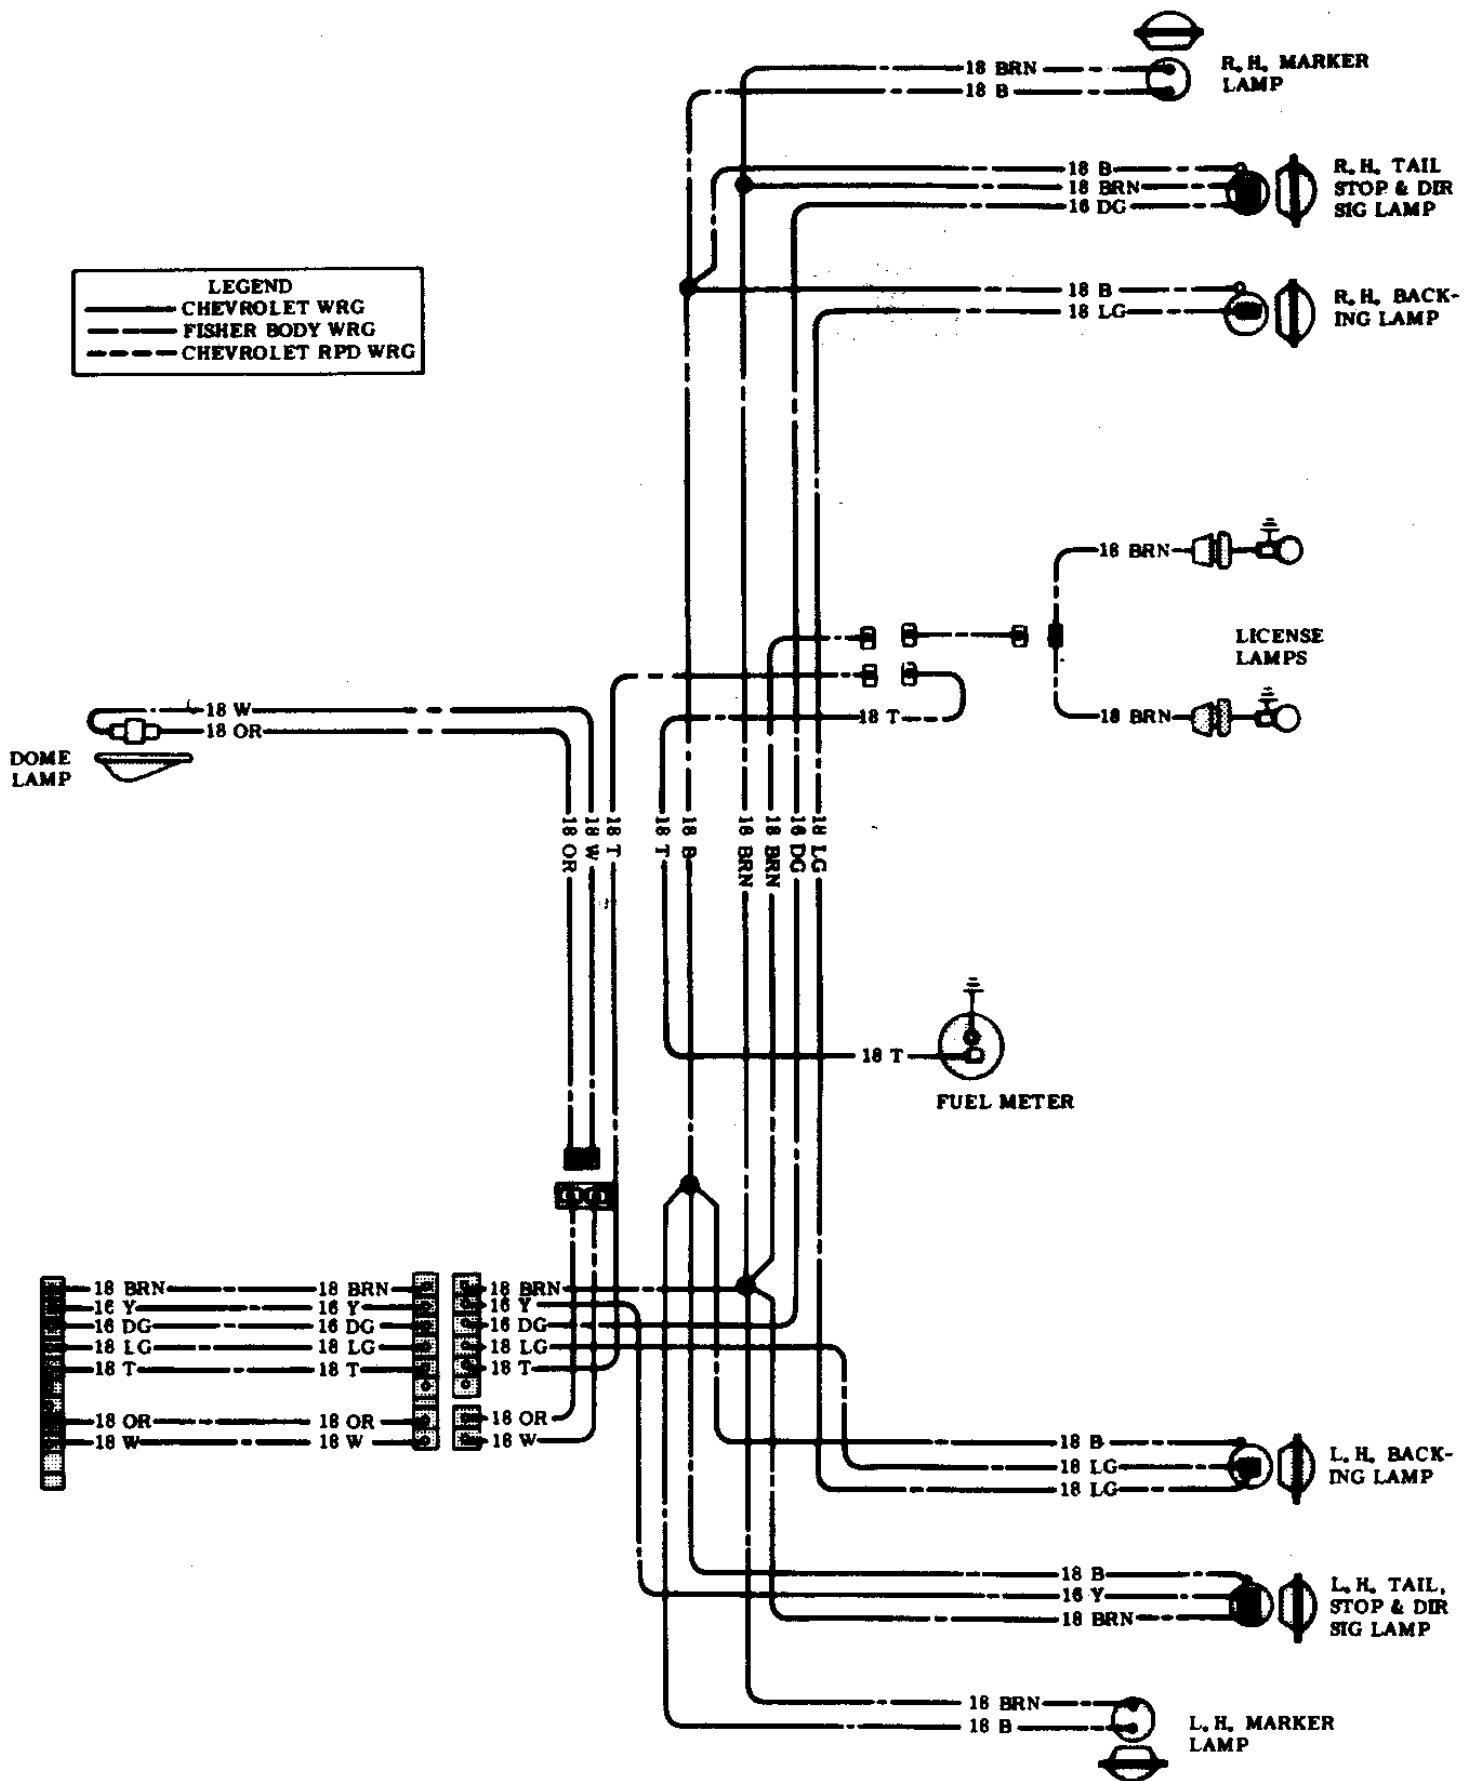 18 BRN
18 B
R.H. MARKER
LAMP
18 B
18 BRN
16 DG
R.H. TAIL
STOP & DIR
SIG LAMP
LEGEND
CHEVROLET WRG
FISHER BODY WRG
CHEVROLET RPD WRG
18 B
18 LG
R.H. BACK-
ING LAMP
18 BRN
LICENSE
LAMPS
18 BRN
18 T
18 W
18 OR
DOME
LAMP
18 OR
18 W
18 T
18 T
18 B
18 BRN
18 BRN
16 DG
18 LG
18 T
FUEL METER
18 BRN 18 BRN 18 BRN
16 Y 16 Y 16 Y
16 DG 16 DG 16 DG
18 LG 18 LG 18 LG
18 T 18 T 18 T
18 OR 18 OR 18 OR
18 W 18 W 18 W
18 B
18 LG
18 LG
L.H. BACK-
ING LAMP
18 B
16 Y
18 BRN
L.H. TAIL,
STOP & DIR
SIG LAMP
18 BRN
18 B
L.H. MARKER
LAMP